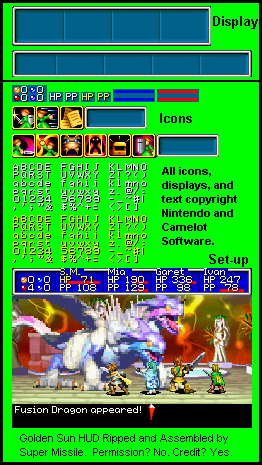 Display
HP PP HP PP
Icons
ABCDE FGHIJ KLMNO
PQRST UVWXY Z!?()
abcde fghij klmno
pqrst uvwxy
01234 56789
ABCDE FGHIJ KLMNO
PQRST UVWXY Z!?()
abcde fghij klmno
pqrst uvwxy
01234 56789
All icons,
displays, and
text copyright
Nintendo and
Camelot
Software.
Set-up
S.M. Mia Garet Ivan
HP 71 HP 190 HP 336 HP 247
PP 108 PP 98 PP 78
Fusion Dragon appeared!
Golden Sun HUD Ripped and Assembled by
Super Missile. Permission? No. Credit? Yes.